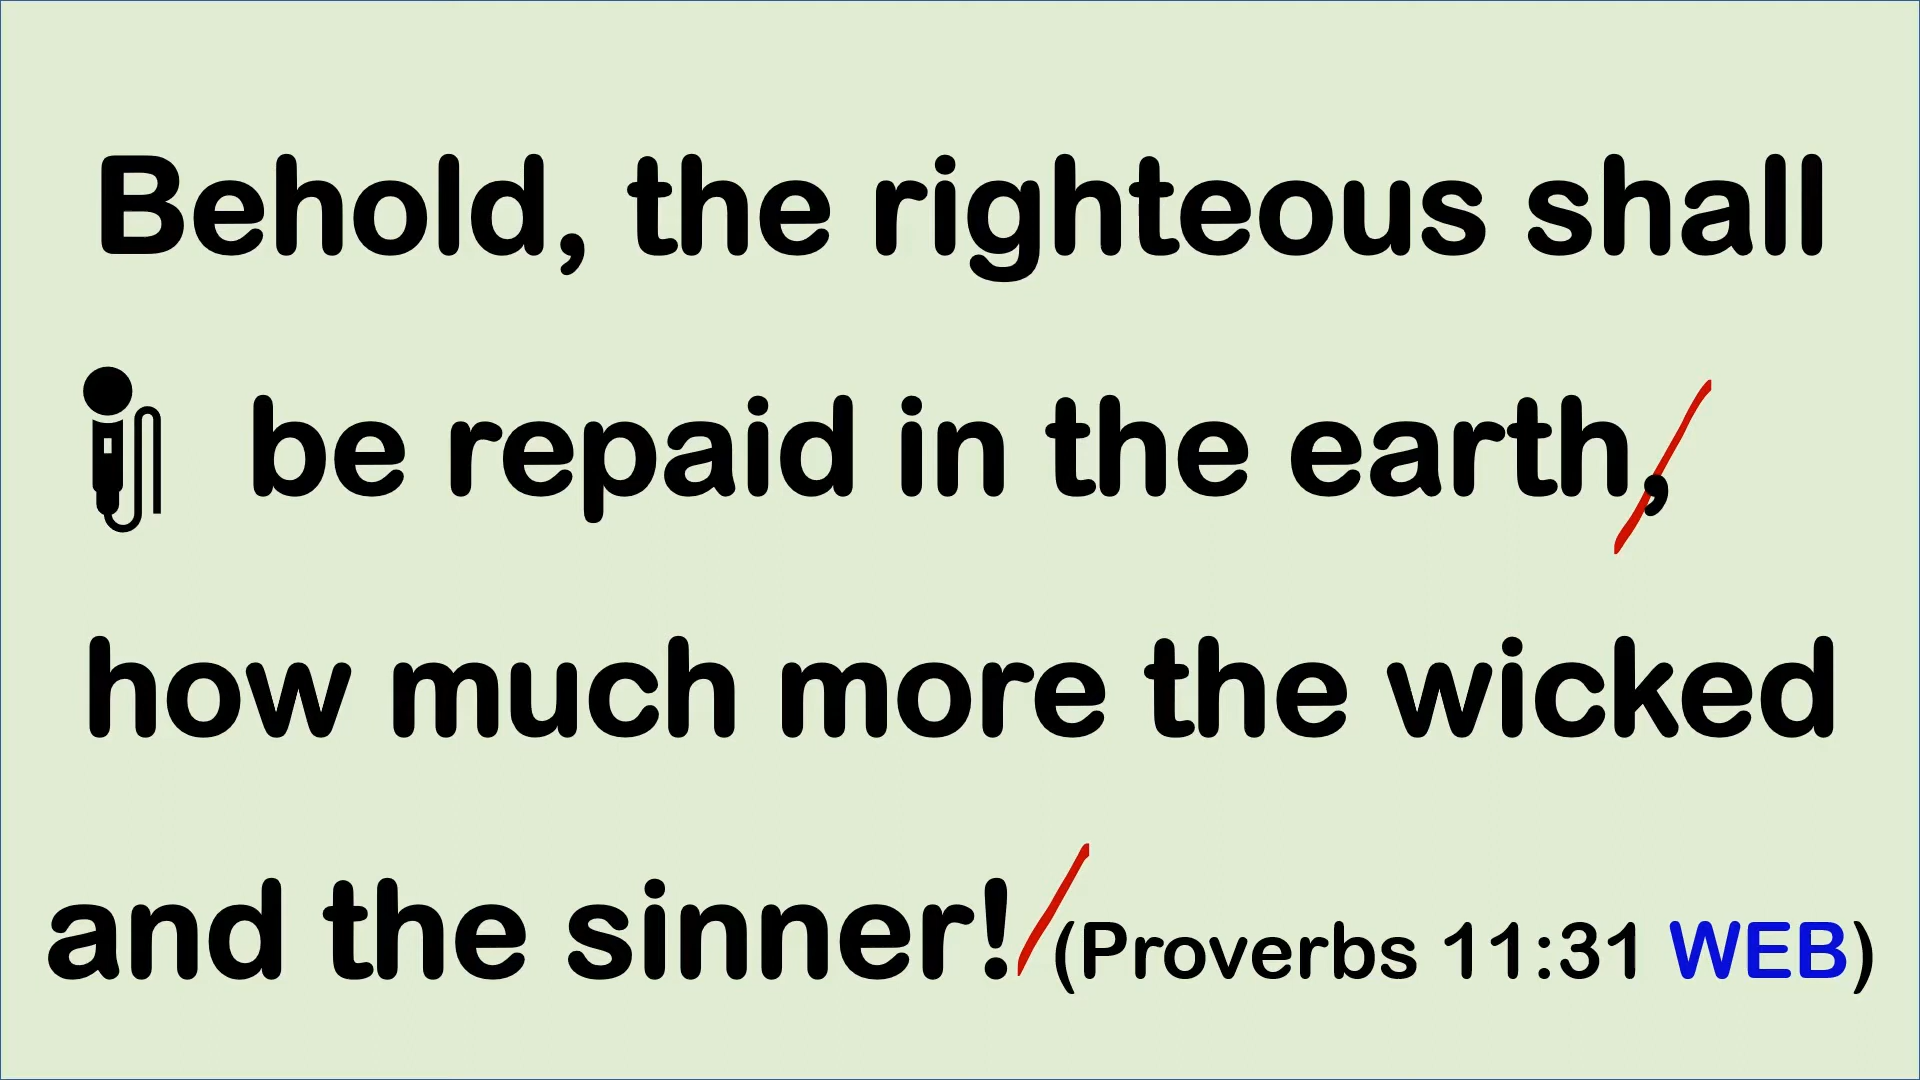 Behold, the righteous shall
be repaid in the earth,
how much more the wicked
and the sinner! (Proverbs 11:31 WEB)